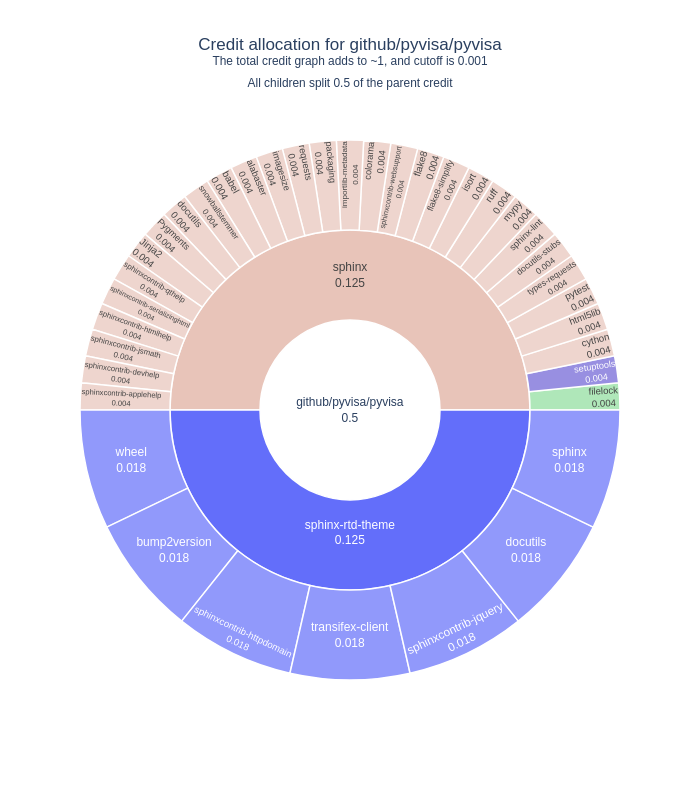 Credit allocation for github/pyvisa/pyvisa
The total credit graph adds to ~1, and cutoff is 0.001
All children split 0.5 of the parent credit
github/pyvisa/pyvisa
0.5
sphinx
0.125
sphinx-rtd-theme
0.125
sphinxcontrib-applehelp
0.004
sphinxcontrib-devhelp
0.004
sphinxcontrib-jsmath
0.004
sphinxcontrib-htmlhelp
0.004
sphinxcontrib-serializinghtml
0.004
sphinxcontrib-qthelp
0.004
Jinja2
0.004
Pygments
0.004
docutils
0.004
snowballstemmer
0.004
babel
0.004
alabaster
0.004
imagesize
0.004
requests
0.004
packaging
0.004
importlib-metadata
0.004
colorama
0.004
sphinxcontrib-websupport
0.004
flake8
0.004
flake8-simplify
0.004
isort
0.004
ruff
0.004
mypy
0.004
sphinx-lint
0.004
docutils-stubs
0.004
types-requests
0.004
pytest
0.004
html5lib
0.004
cython
0.004
setuptools
0.004
filelock
0.004
sphinx
0.018
docutils
0.018
sphinxcontrib-jquery
0.018
transifex-client
0.018
sphinxcontrib-httpdomain
0.018
bump2version
0.018
wheel
0.018